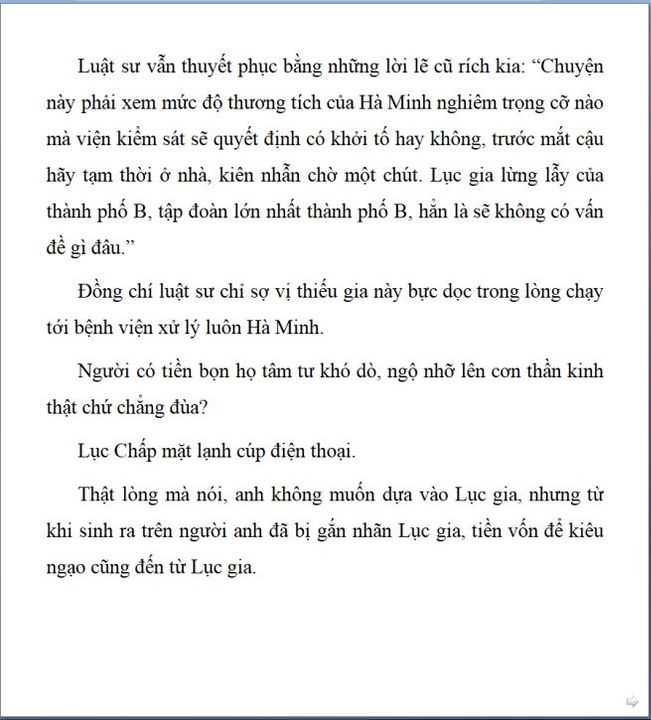 Luật sư vẫn thuyết phục bằng những lời lẽ cũ rích kia: “Chuyện
này phải xem mức độ thương tích của Hà Minh nghiêm trọng cỡ nào
mà viện kiểm sát sẽ quyết định có khởi tố hay không, trước mắt cậu
hãy tạm thời ở nhà, kiên nhẫn chờ một chút. Lục gia lừng lẫy của
thành phố B, tập đoàn lớn nhất thành phố B, hẳn là sẽ không có vấn
đề gì đâu.”
Đồng chí luật sư chỉ sợ vị thiếu gia này bực dọc trong lòng chạy
tới bệnh viện xử lý luôn Hà Minh.
Người có tiền bọn họ tâm tư khó dò, ngộ nhỡ lên cơn thần kinh
thật chứ chẳng đùa?
Lục Chấp mặt lạnh cúp điện thoại.
Thật lòng mà nói, anh không muốn dựa vào Lục gia, nhưng từ
khi sinh ra trên người anh đã bị gắn nhãn Lục gia, tiền vốn để kiêu
ngạo cũng đến từ Lục gia.